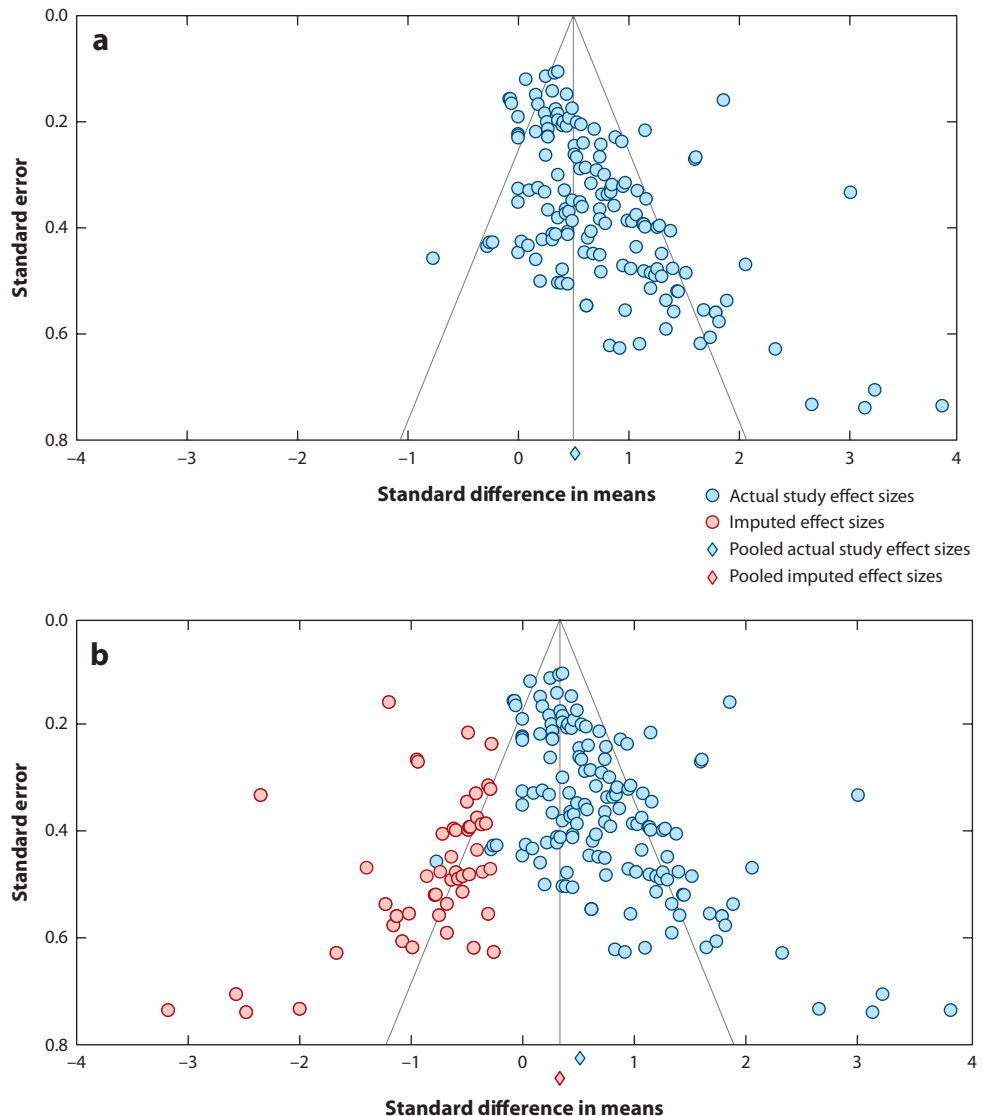 a
0.0
0.2
0.4
0.6
0.8
Standard error
−4
−3
−2
−1
0
1
2
3
4
Standard difference in means
Actual study effect sizes
Imputed effect sizes
Pooled actual study effect sizes
Pooled imputed effect sizes
b
0.0
0.2
0.4
0.6
0.8
Standard error
−4
−3
−2
−1
0
1
2
3
4
Standard difference in means